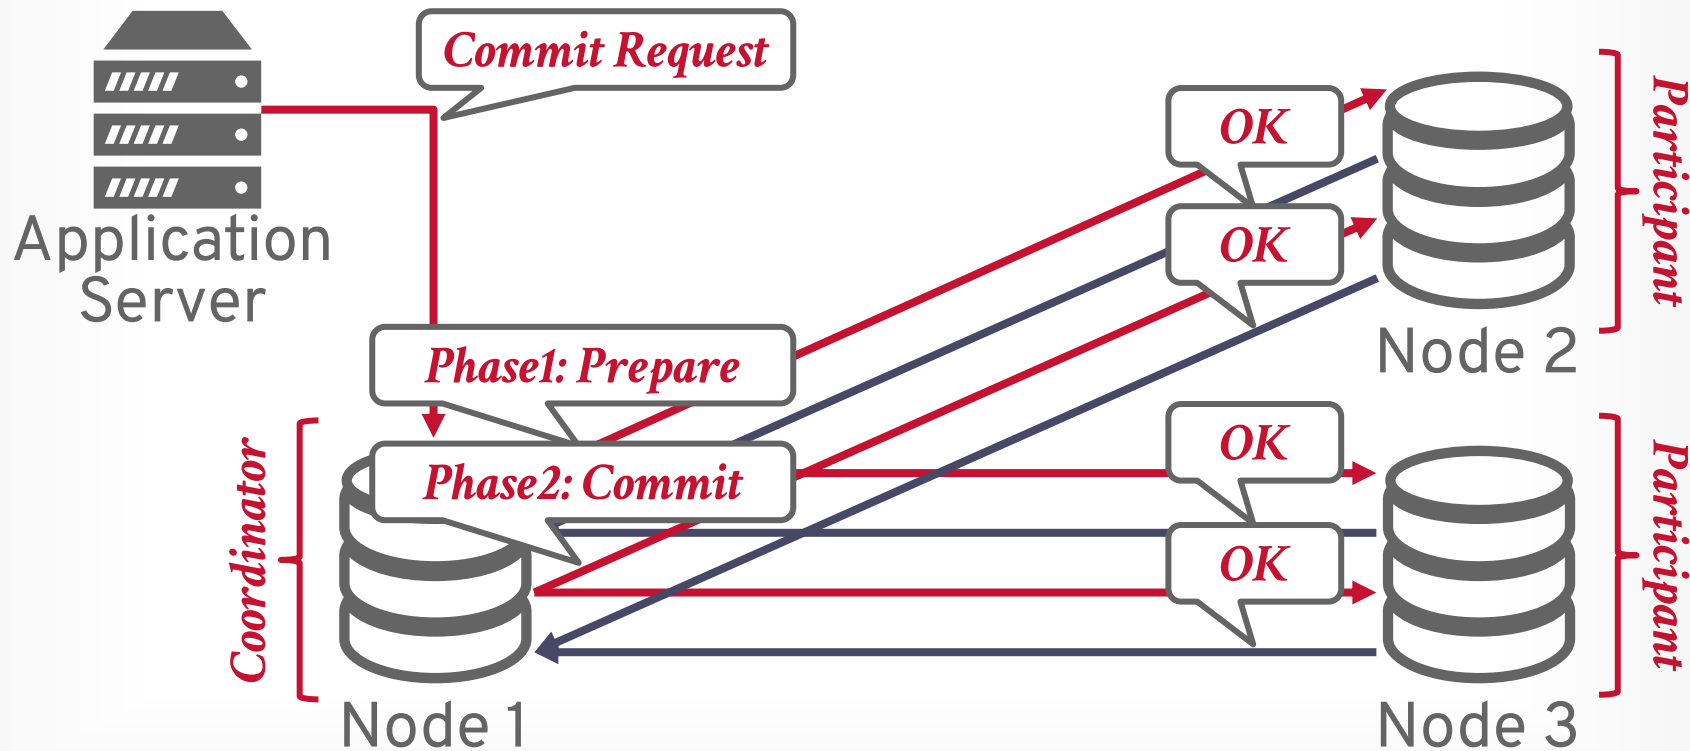 Commit Request
Application
Server
OK
Participant
OK
Node 2
Phase1: Prepare
Phase2: Commit
Coordinator
OK
Participant
OK
Node 1
Node 3